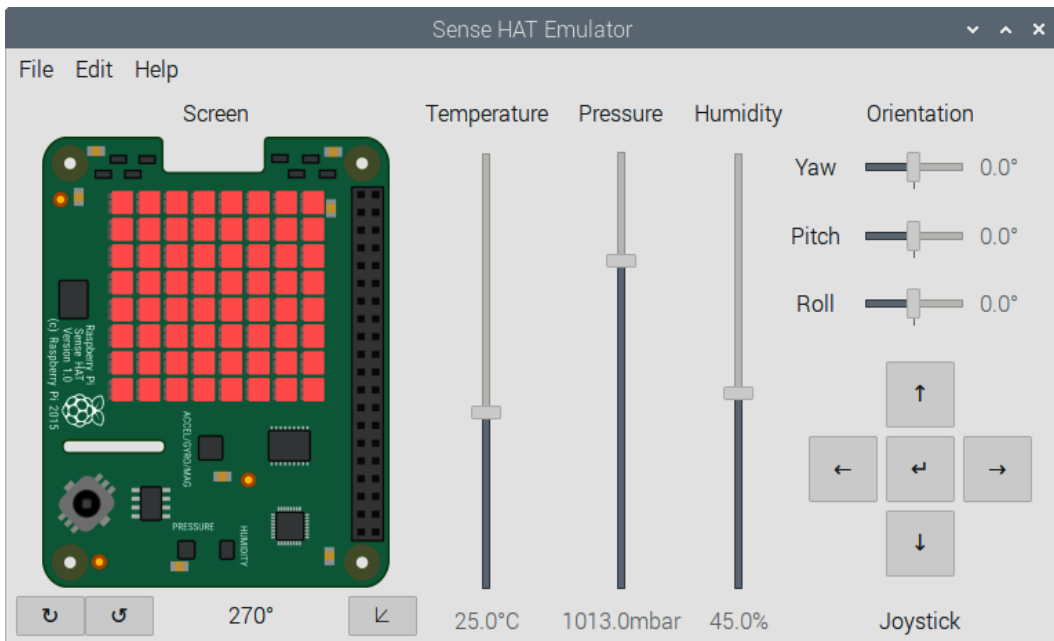 Sense HAT Emulator
File Edit Help
Screen
Temperature
Pressure
Humidity
Orientation
Yaw 0.0°
Pitch 0.0°
Roll 0.0°
Raspberry Pi
Sense HAT
Version 1.0
(c) Raspberry Pi 2015
ACCEL/GYRO/MAG
PRESSURE
HUMIDITY
↑
← ↵ →
↓
↻ ↺ 270°
25.0°C
1013.0mbar
45.0%
Joystick